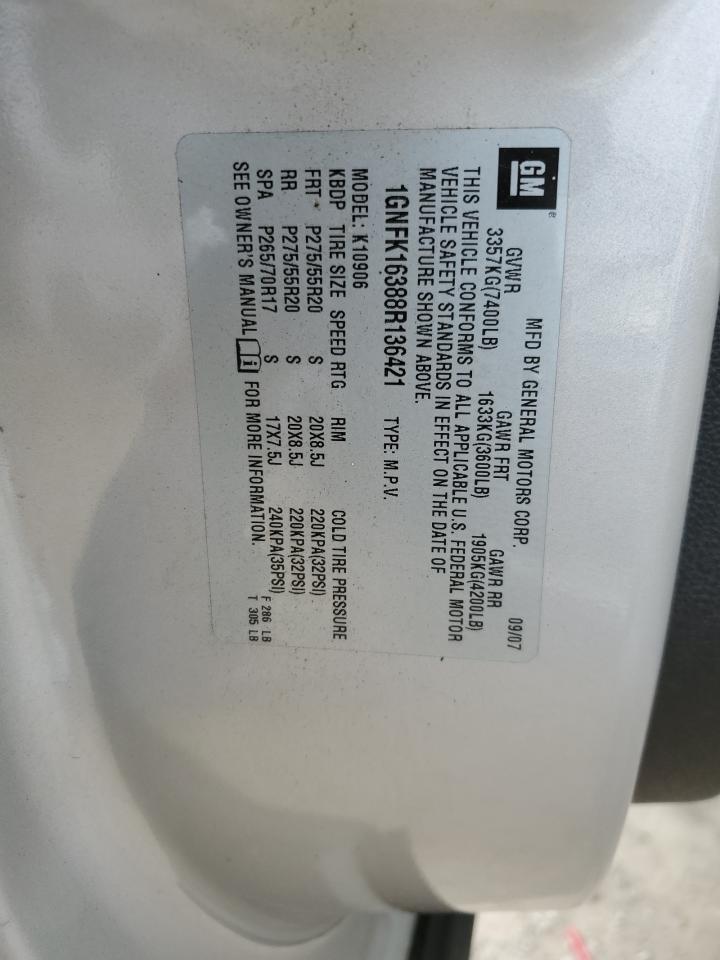 GM ®
MFD BY GENERAL MOTORS CORP. 09/07
GVWR GAWR FRT GAWR RR
3357KG(7400LB) 1633KG(3600LB) 1905KG(4200LB)
THIS VEHICLE CONFORMS TO ALL APPLICABLE U.S. FEDERAL MOTOR
VEHICLE SAFETY STANDARDS IN EFFECT ON THE DATE OF
MANUFACTURE SHOWN ABOVE.
1GNFK16388R136421 TYPE: M.P.V.
MODEL: K10906
KBDP TIRE SIZE SPEED RTG RIM COLD TIRE PRESSURE
FRT P275/55R20 S 20X8.5J 220KPA(32PSI)
RR P275/55R20 S 20X8.5J 220KPA(32PSI)
SPA P265/70R17 S 17X7.5J 240KPA(35PSI)
SEE OWNER'S MANUAL i FOR MORE INFORMATION.
F 286 LB
T 305 LB